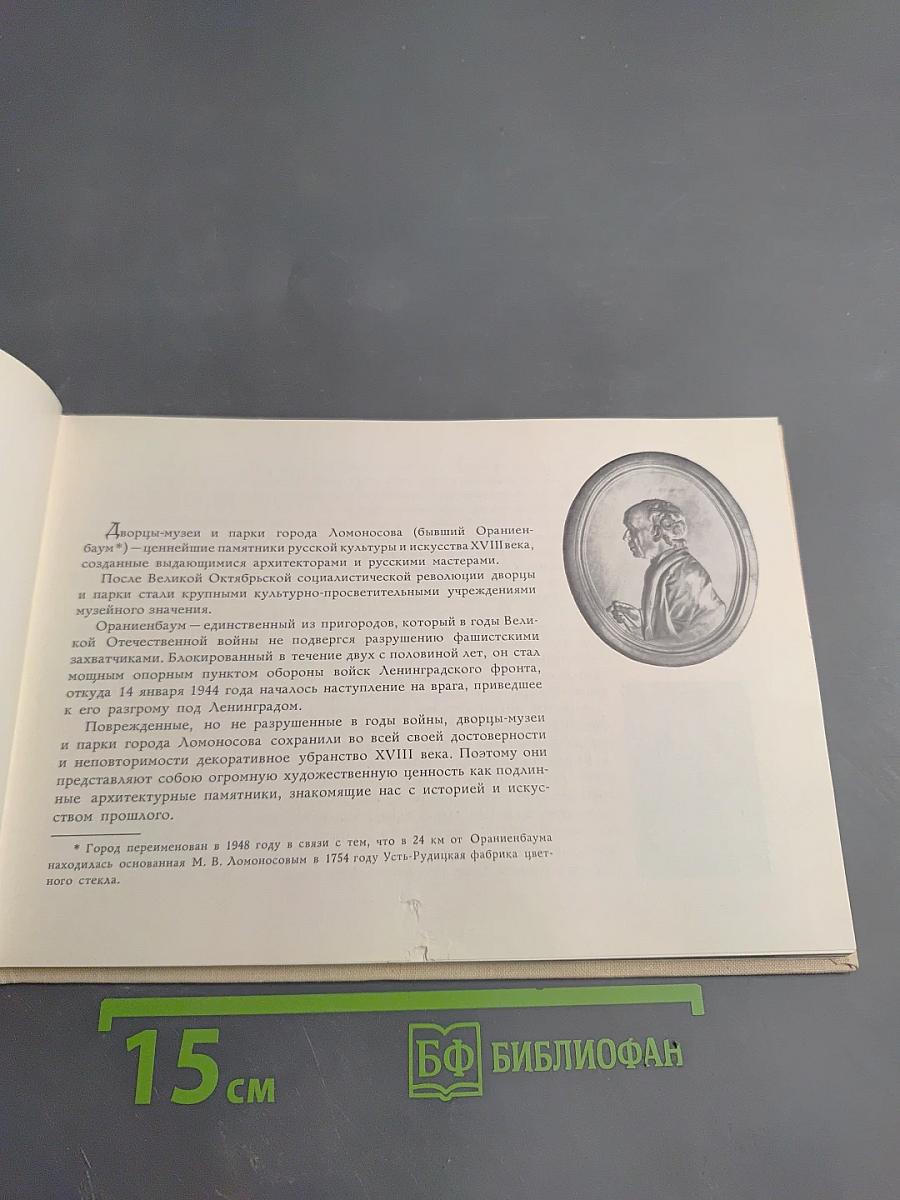 Дворцы-музеи и парки города Ломоносова (бывший Ораниен-
баум*) — ценнейшие памятники русской культуры и искусства XVIII века,
созданные выдающимися архитекторами и русскими мастерами.
После Великой Октябрьской социалистической революции дворцы
и парки стали крупными культурно-просветительными учреждениями
музейного значения.
Ораниенбаум — единственный из пригородов, который в годы Вели-
кой Отечественной войны не подвергся разрушению фашистскими
захватчиками. Блокированный в течение двух с половиной лет, он стал
мощным опорным пунктом обороны войск Ленинградского фронта,
откуда 14 января 1944 года началось наступление на врага, приведшее
к его разгрому под Ленинградом.
Поврежденные, но не разрушенные в годы войны, дворцы-музеи
и парки города Ломоносова сохранили во всей своей достоверности
и неповторимости декоративное убранство XVIII века. Поэтому они
представляют собою огромную художественную ценность как подлин-
ные архитектурные памятники, знакомящие нас с историей и искус-
ством прошлого.
* Город переименован в 1948 году в связи с тем, что в 24 км от Ораниенбаума
находилась основанная М. В. Ломоносовым в 1754 году Усть-Рудицкая фабрика цвет-
ного стекла.
15 см
БФ БИБЛИОФАН